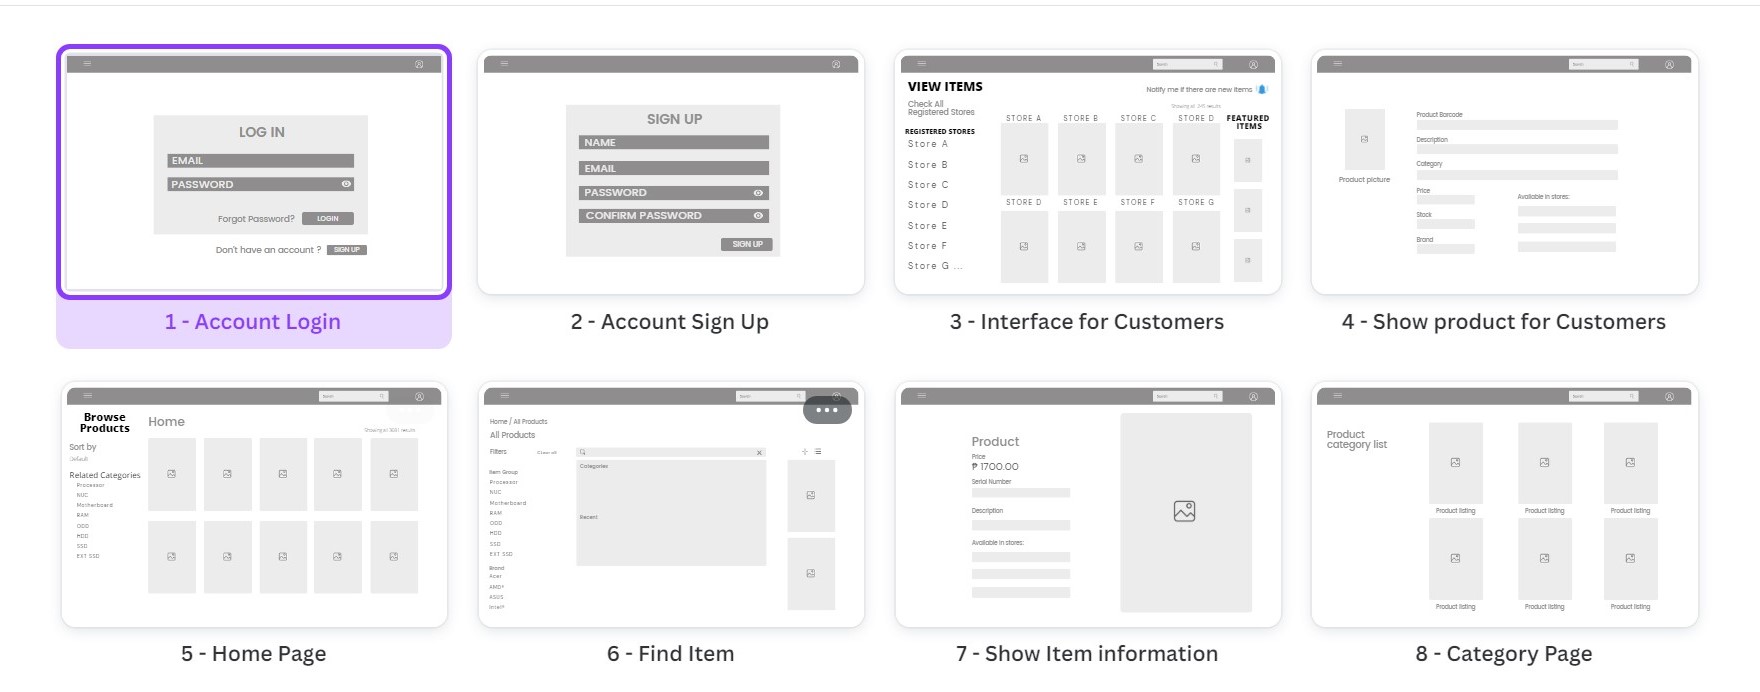 LOG IN
EMAIL
PASSWORD
Forgot Password?
LOGIN
Don't have an account ?
SIGN UP
1 - Account Login
SIGN UP
NAME
EMAIL
PASSWORD
CONFIRM PASSWORD
SIGN UP
2 - Account Sign Up
Search
VIEW ITEMS
Notify me if there are new items
Check All
Registered Stores
REGISTERED STORES
Store A
Store B
Store C
Store D
Store E
Store F
Store G ...
STORE A
STORE B
STORE C
STORE D
STORE D
STORE E
STORE F
STORE G
FEATURED
ITEMS
3 - Interface for Customers
Search
Product picture
Product Barcode
Description
Category
Price
Stock
Brand
Available in stores:
4 - Show product for Customers
Search
Browse
Products
Home
Sort by
Default
Related Categories
Processor
NUC
Motherboard
RAM
ODD
HDD
SSD
EXT SSD
5 - Home Page
Search
Home / All Products
All Products
Filters
Clear all
Item Group
Processor
NUC
Motherboard
RAM
ODD
HDD
SSD
EXT SSD
Brand
Acer
AMD®
ASUS
Intel®
Categories
Recent
6 - Find Item
Search
Product
Price
₱ 1700.00
Serial Number
Description
Available in stores:
7 - Show Item information
Search
Product
category list
Product listing
Product listing
Product listing
Product listing
Product listing
Product listing
8 - Category Page